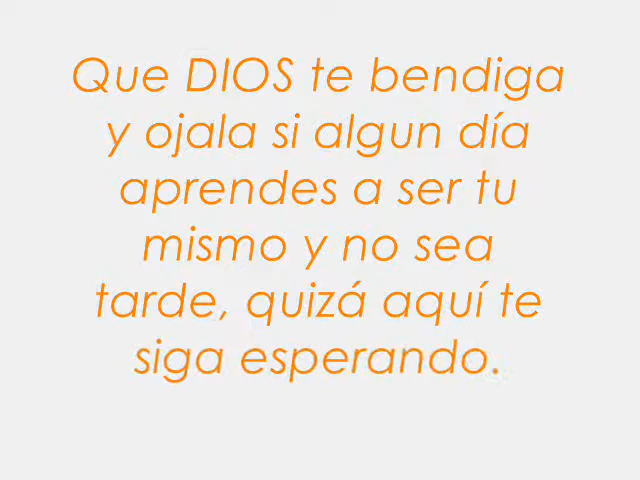 Que DIOS te bendiga
y ojala si algun día
aprendes a ser tu
mismo y no sea
tarde, quizá aquí te
siga esperando.